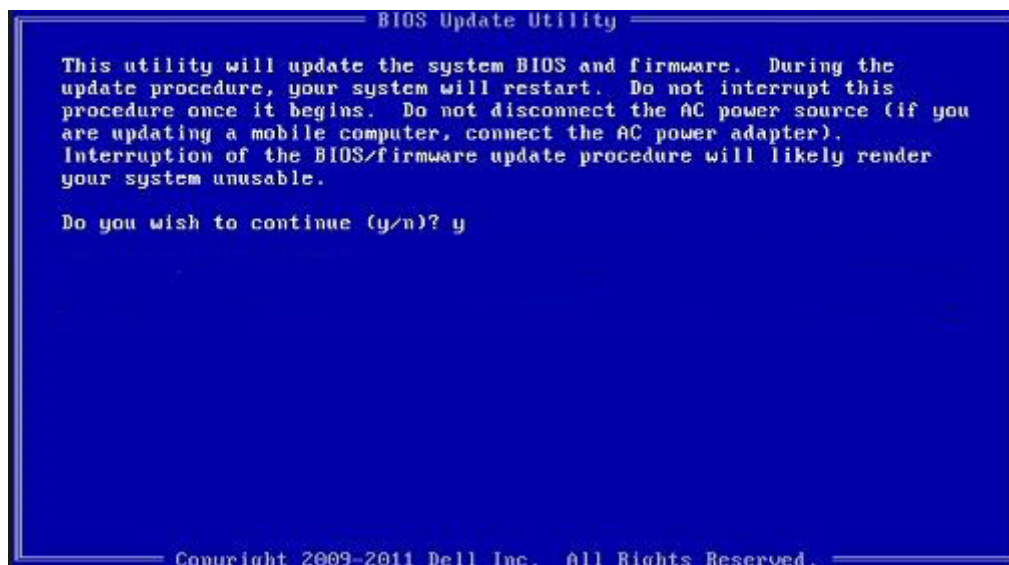 BIOS Update Utility
This utility will update the system BIOS and firmware. During the
update procedure, your system will restart. Do not interrupt this
procedure once it begins. Do not disconnect the AC power source (if you
are updating a mobile computer, connect the AC power adapter).
Interruption of the BIOS/firmware update procedure will likely render
your system unusable.
Do you wish to continue (y/n)? y
Copyright 2009-2011 Dell Inc. All Rights Reserved.